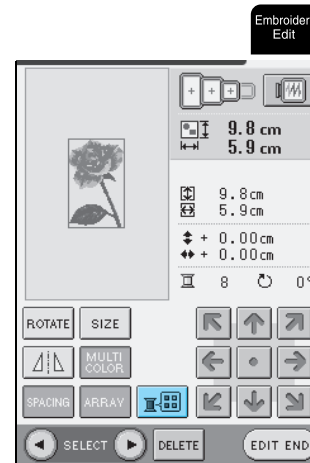 Embroider
Edit
9.8 cm
5.9 cm
9.8cm
5.9cm
+ 0.00cm
+ 0.00cm
8 0°
ROTATE SIZE
MULTI
COLOR
SPACING ARRAY
SELECT DELETE EDIT END